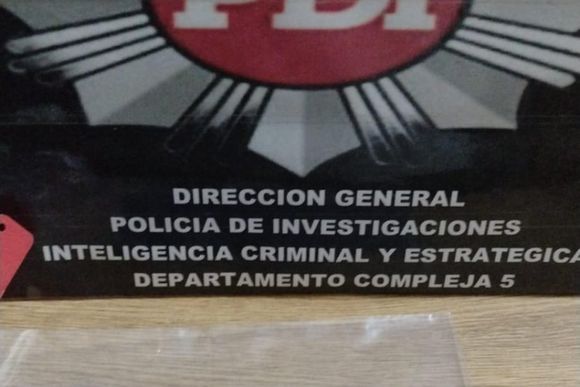 PDI
DIRECCION GENERAL
POLICIA DE INVESTIGACIONES
INTELIGENCIA CRIMINAL Y ESTRATEGICA
DEPARTAMENTO COMPLEJA 5